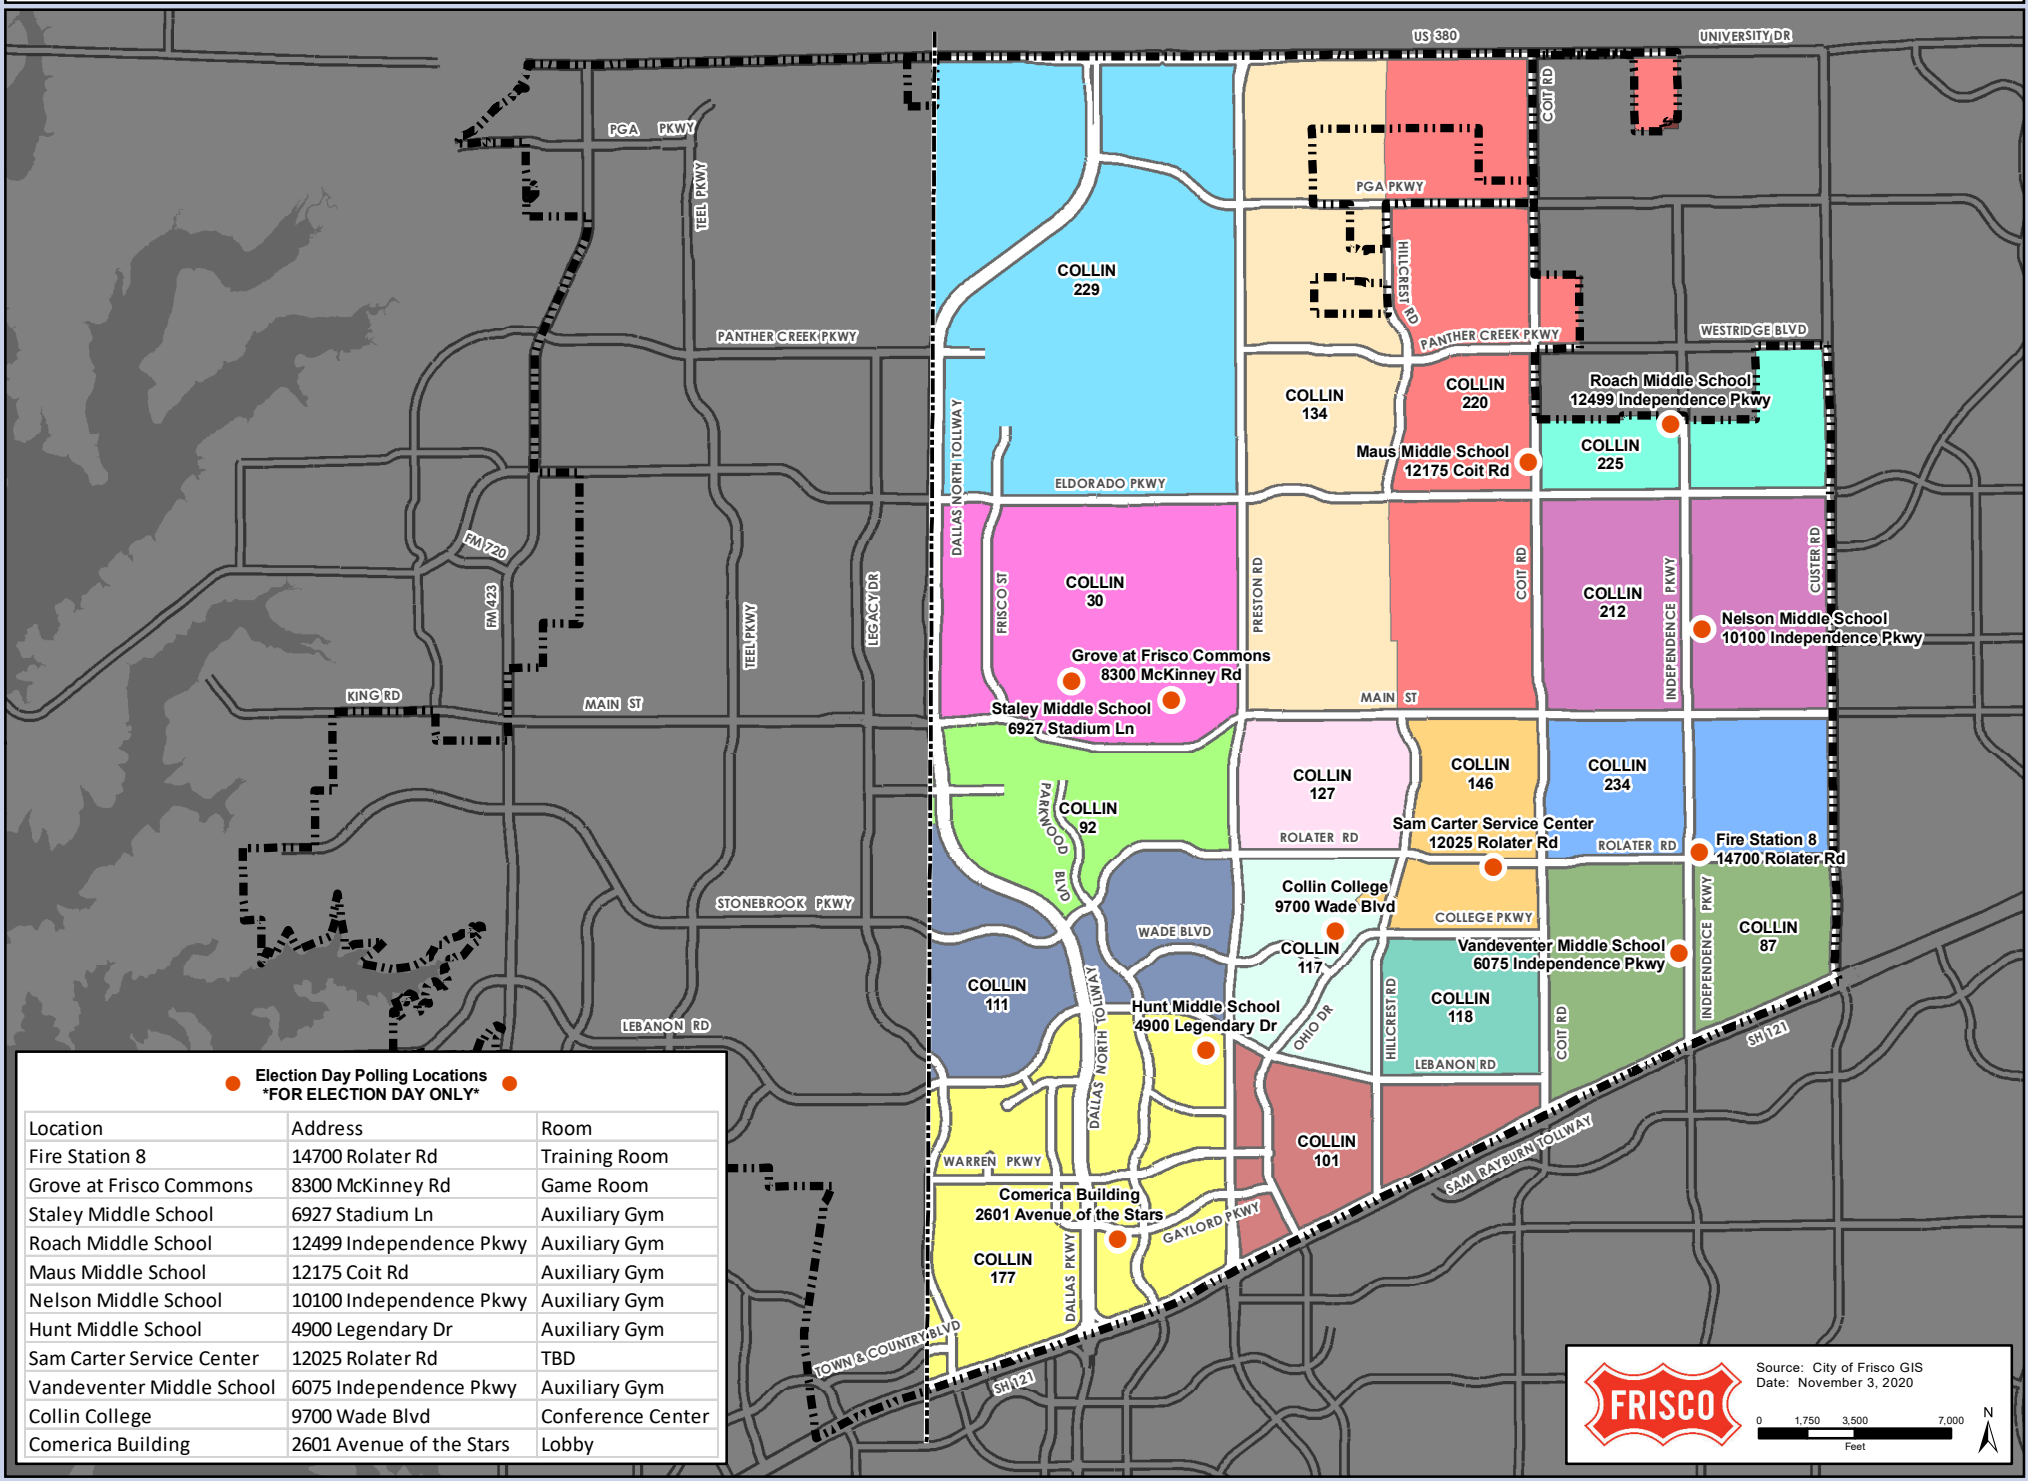 US 380
UNIVERSITY DR
COIT RD
PGA PKWY
TEEL PKWY
PGA PKWY
HILLCREST RD
COLLIN
229
PANTHER CREEK PKWY
PANTHER CREEK PKWY
WESTRIDGE BLVD
Roach Middle School
12499 Independence Pkwy
COLLIN
134
COLLIN
220
COLLIN
225
Maus Middle School
12175 Coit Rd
DALLAS NORTH TOLLWAY
ELDORADO PKWY
FM 720
FM 423
LEGACY DR
TEEL PKWY
FRISCO ST
COLLIN
30
PRESTON RD
COIT RD
COLLIN
212
INDEPENDENCE PKWY
CUSTER RD
Nelson Middle School
10100 Independence Pkwy
Grove at Frisco Commons
8300 McKinney Rd
Staley Middle School
6927 Stadium Ln
KING RD
MAIN ST
MAIN ST
COLLIN
127
COLLIN
146
COLLIN
234
PARKWOOD BLVD
COLLIN
92
ROLATER RD
Sam Carter Service Center
12025 Rolater Rd
ROLATER RD
Fire Station 8
14700 Rolater Rd
STONEBROOK PKWY
Collin College
9700 Wade Blvd
COLLEGE PKWY
INDEPENDENCE PKWY
COLLIN
87
WADE BLVD
COLLIN
117
Vandeventer Middle School
6075 Independence Pkwy
COLLIN
111
DALLAS NORTH TOLLWAY
Hunt Middle School
4900 Legendary Dr
OHIO DR
HILLCREST RD
COLLIN
118
COIT RD
SH 121
LEBANON RD
LEBANON RD
COLLIN
101
SAM RAYBURN TOLLWAY
WARREN PKWY
Comerica Building
2601 Avenue of the Stars
GAYLORD PKWY
COLLIN
177
DALLAS PKWY
TOWN & COUNTRY BLVD
SH 121
Election Day Polling Locations
*FOR ELECTION DAY ONLY*
Location Address Room
Fire Station 8 14700 Rolater Rd Training Room
Grove at Frisco Commons 8300 McKinney Rd Game Room
Staley Middle School 6927 Stadium Ln Auxiliary Gym
Roach Middle School 12499 Independence Pkwy Auxiliary Gym
Maus Middle School 12175 Coit Rd Auxiliary Gym
Nelson Middle School 10100 Independence Pkwy Auxiliary Gym
Hunt Middle School 4900 Legendary Dr Auxiliary Gym
Sam Carter Service Center 12025 Rolater Rd TBD
Vandeventer Middle School 6075 Independence Pkwy Auxiliary Gym
Collin College 9700 Wade Blvd Conference Center
Comerica Building 2601 Avenue of the Stars Lobby
FRISCO
Source: City of Frisco GIS
Date: November 3, 2020
0 1,750 3,500 7,000
Feet
N